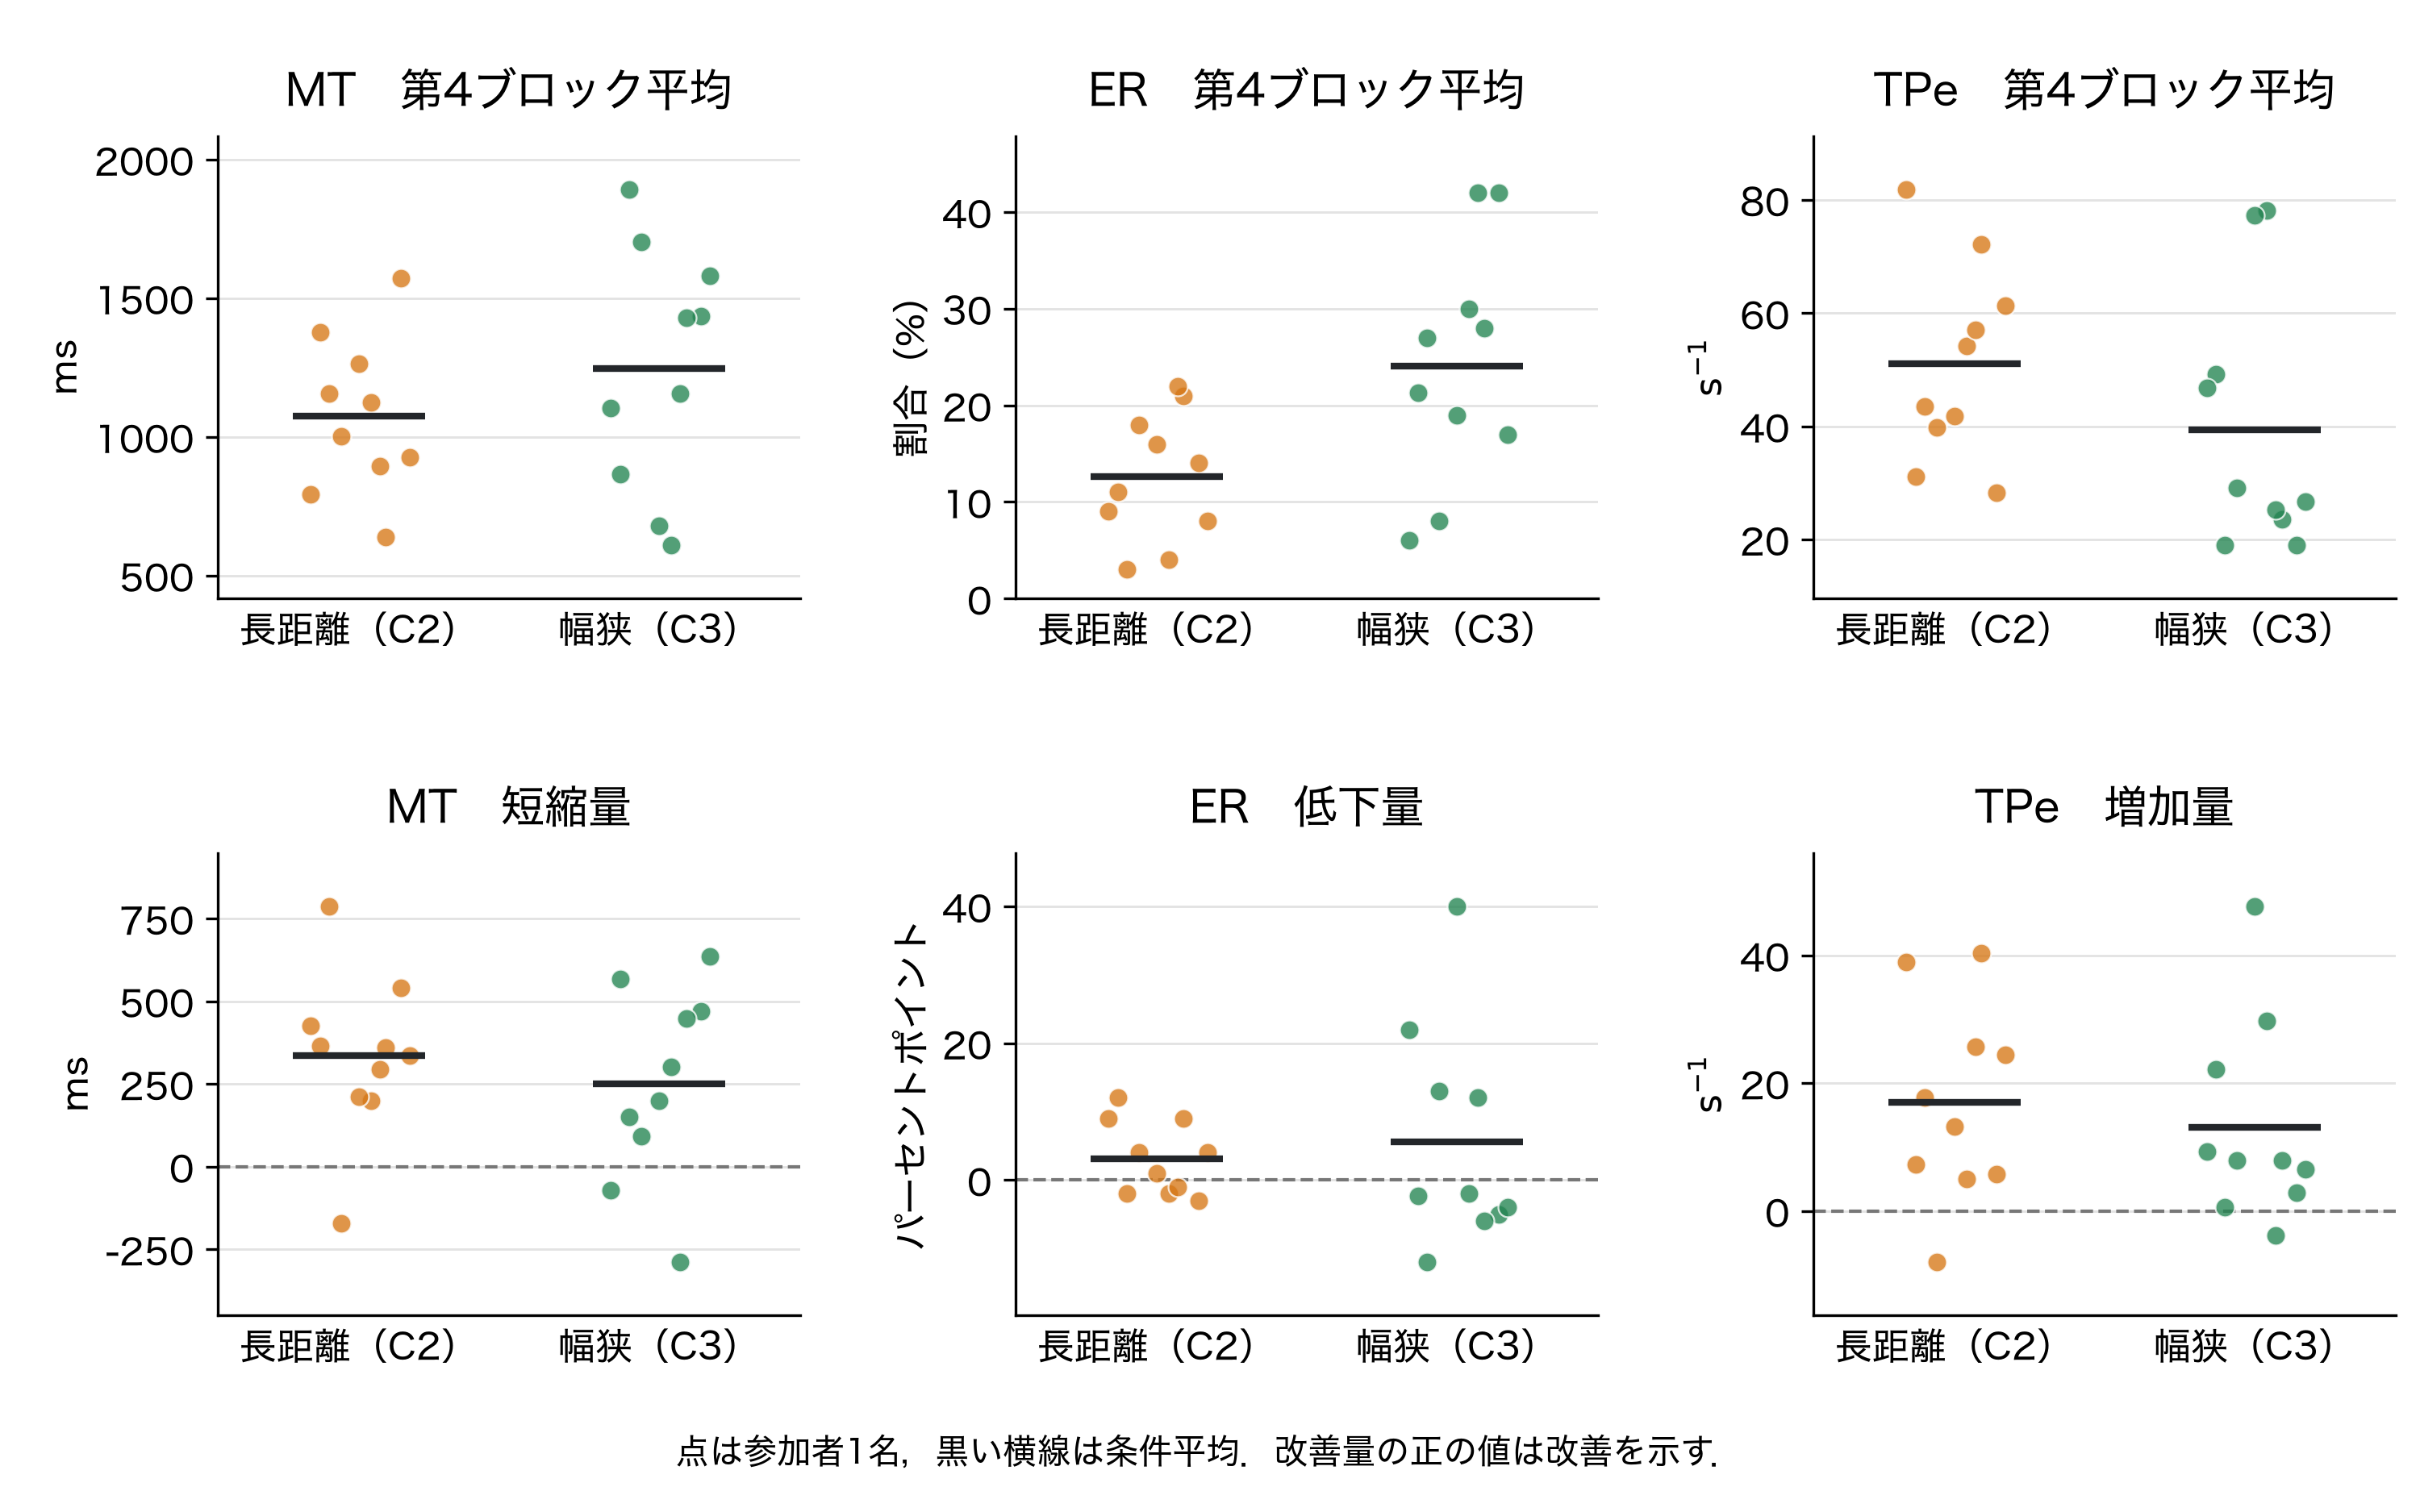 MT　第4ブロック平均
ms
2000
1500
1000
500
長距離（C2）
幅狭（C3）
ER　第4ブロック平均
割合（%）
40
30
20
10
0
長距離（C2）
幅狭（C3）
TPe　第4ブロック平均
s⁻¹
80
60
40
20
長距離（C2）
幅狭（C3）
MT　短縮量
ms
750
500
250
0
-250
長距離（C2）
幅狭（C3）
ER　低下量
パーセントポイント
40
20
0
長距離（C2）
幅狭（C3）
TPe　増加量
s⁻¹
40
20
0
長距離（C2）
幅狭（C3）
点は参加者1名，黒い横線は条件平均．改善量の正の値は改善を示す．